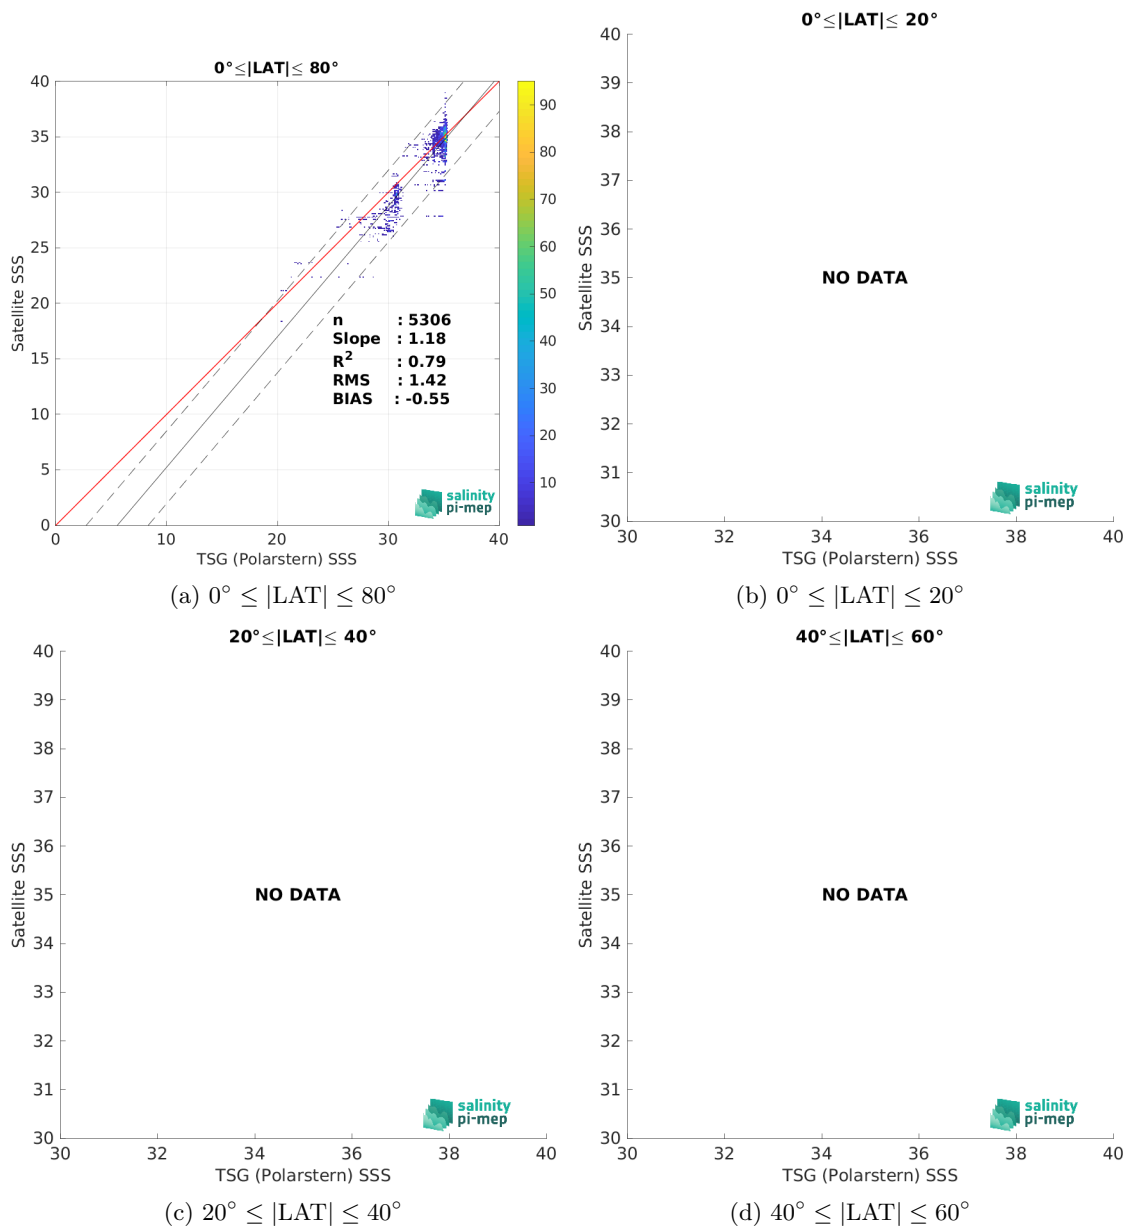 0°≤|LAT|≤ 80°
40
35
30
25
20
15
10
5
0
0
10
20
30
40
Satellite SSS
TSG (Polarstern) SSS
n : 5306
Slope : 1.18
R² : 0.79
RMS : 1.42
BIAS : -0.55
salinity
pi-mep
90
80
70
60
50
40
30
20
10
(a) 0° ≤ |LAT| ≤ 80°
0°≤|LAT|≤ 20°
40
39
38
37
36
35
34
33
32
31
30
30
32
34
36
38
40
Satellite SSS
NO DATA
salinity
pi-mep
TSG (Polarstern) SSS
(b) 0° ≤ |LAT| ≤ 20°
20°≤|LAT|≤ 40°
40
39
38
37
36
35
34
33
32
31
30
30
32
34
36
38
40
Satellite SSS
NO DATA
salinity
pi-mep
TSG (Polarstern) SSS
(c) 20° ≤ |LAT| ≤ 40°
40°≤|LAT|≤ 60°
40
39
38
37
36
35
34
33
32
31
30
30
32
34
36
38
40
Satellite SSS
NO DATA
salinity
pi-mep
TSG (Polarstern) SSS
(d) 40° ≤ |LAT| ≤ 60°